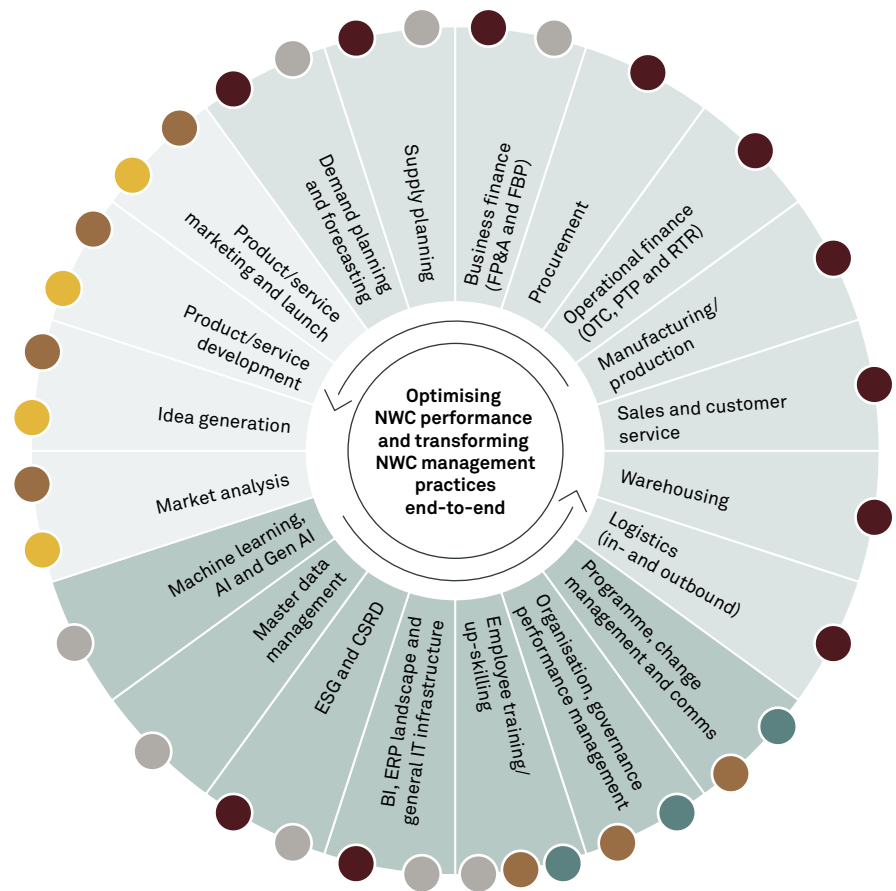 Optimising
NWC performance
and transforming
NWC management
practices
end-to-end
Demand planning
and forecasting
Supply planning
Business finance
(FP&A and FBP)
Procurement
Operational finance
(OTC, PTP and RTR)
Manufacturing/
production
Sales and customer
service
Warehousing
Logistics
(in- and outbound)
Programme, change
management and comms
Organisation, governance
performance management
Employee training/
up-skilling
BI, ERP landscape and
general IT infrastructure
ESG and CSRD
Master data
management
Machine learning,
AI and Gen AI
Market analysis
Idea generation
Product/service
development
Product/service
marketing and launch